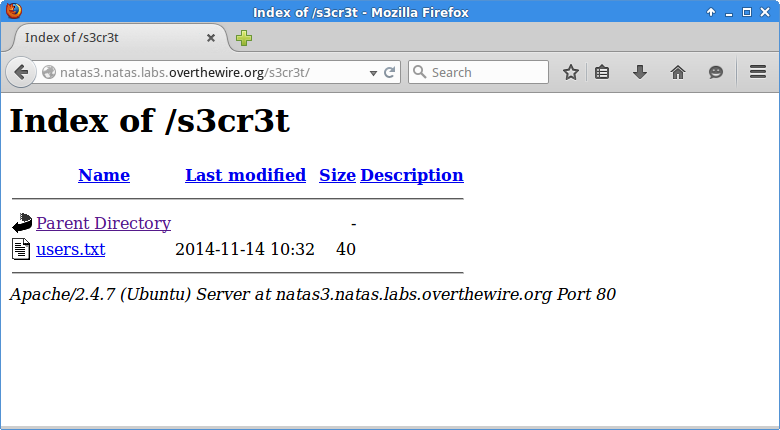 Index of /s3cr3t - Mozilla Firefox
Index of /s3cr3t
natas3.natas.labs.overthewire.org/s3cr3t/ Search
Index of /s3cr3t
Name Last modified Size Description
Parent Directory -
users.txt 2014-11-14 10:32 40
Apache/2.4.7 (Ubuntu) Server at natas3.natas.labs.overthewire.org Port 80